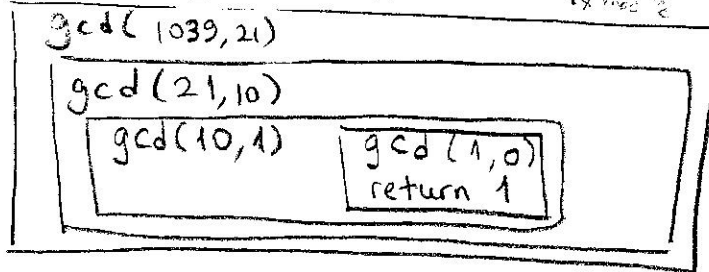 gcd(1039,21)
gcd(21,10)
gcd(10,1) gcd(1,0)
return 1